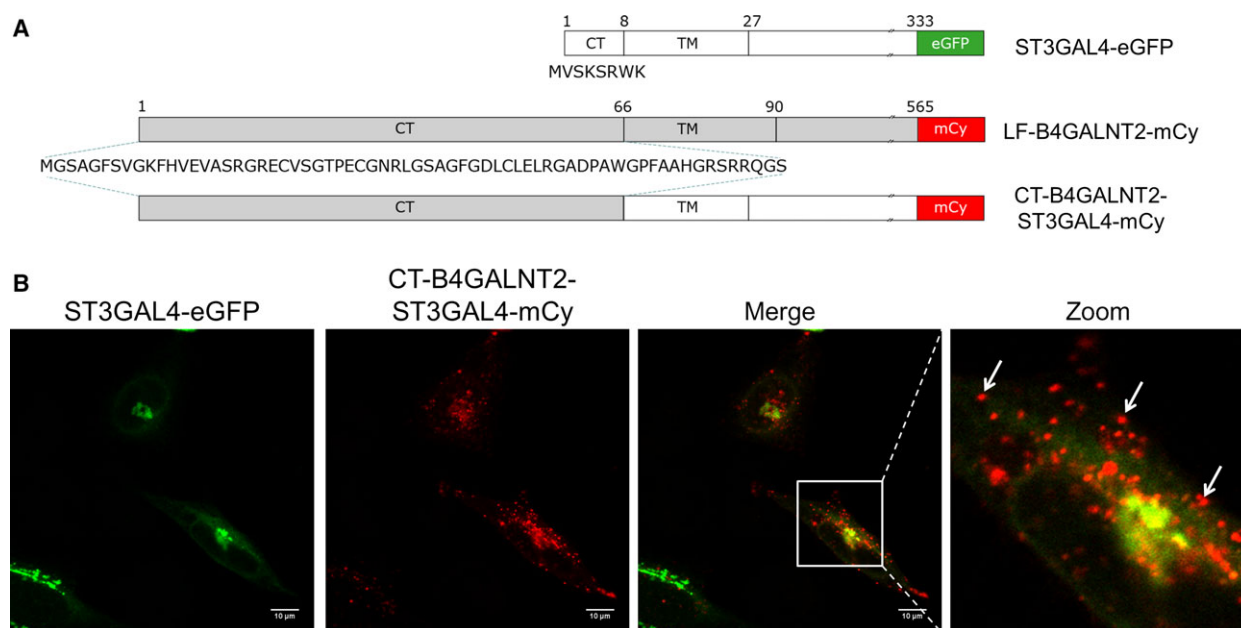 A
1 8 27 333
CT TM eGFP ST3GAL4-eGFP
MVSKSRWK
1 66 90 565
CT TM mCy LF-B4GALNT2-mCy
MGSAGFSVGKFHVEVASRGRECVSGTPECGNRLGSAGFGDLCLELRGADPAWGPFAAHGRSRRQGS
CT TM mCy CT-B4GALNT2-
ST3GAL4-mCy
B
ST3GAL4-eGFP
CT-B4GALNT2-
ST3GAL4-mCy
Merge
Zoom
10 µm
10 µm
10 µm